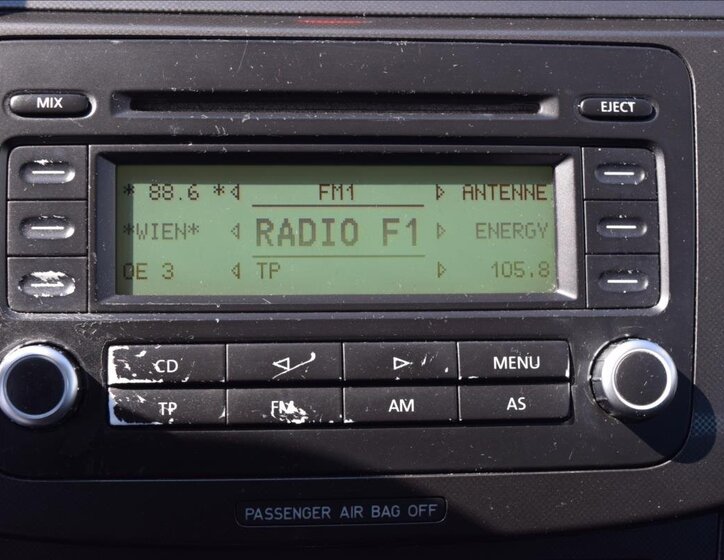 MIX
EJECT
* 88.6 * FM1 ANTENNE
*WIEN* RADIO F1 ENERGY
OE 3 TP 105.8
CD MENU
TP FM AM AS
PASSENGER AIR BAG OFF